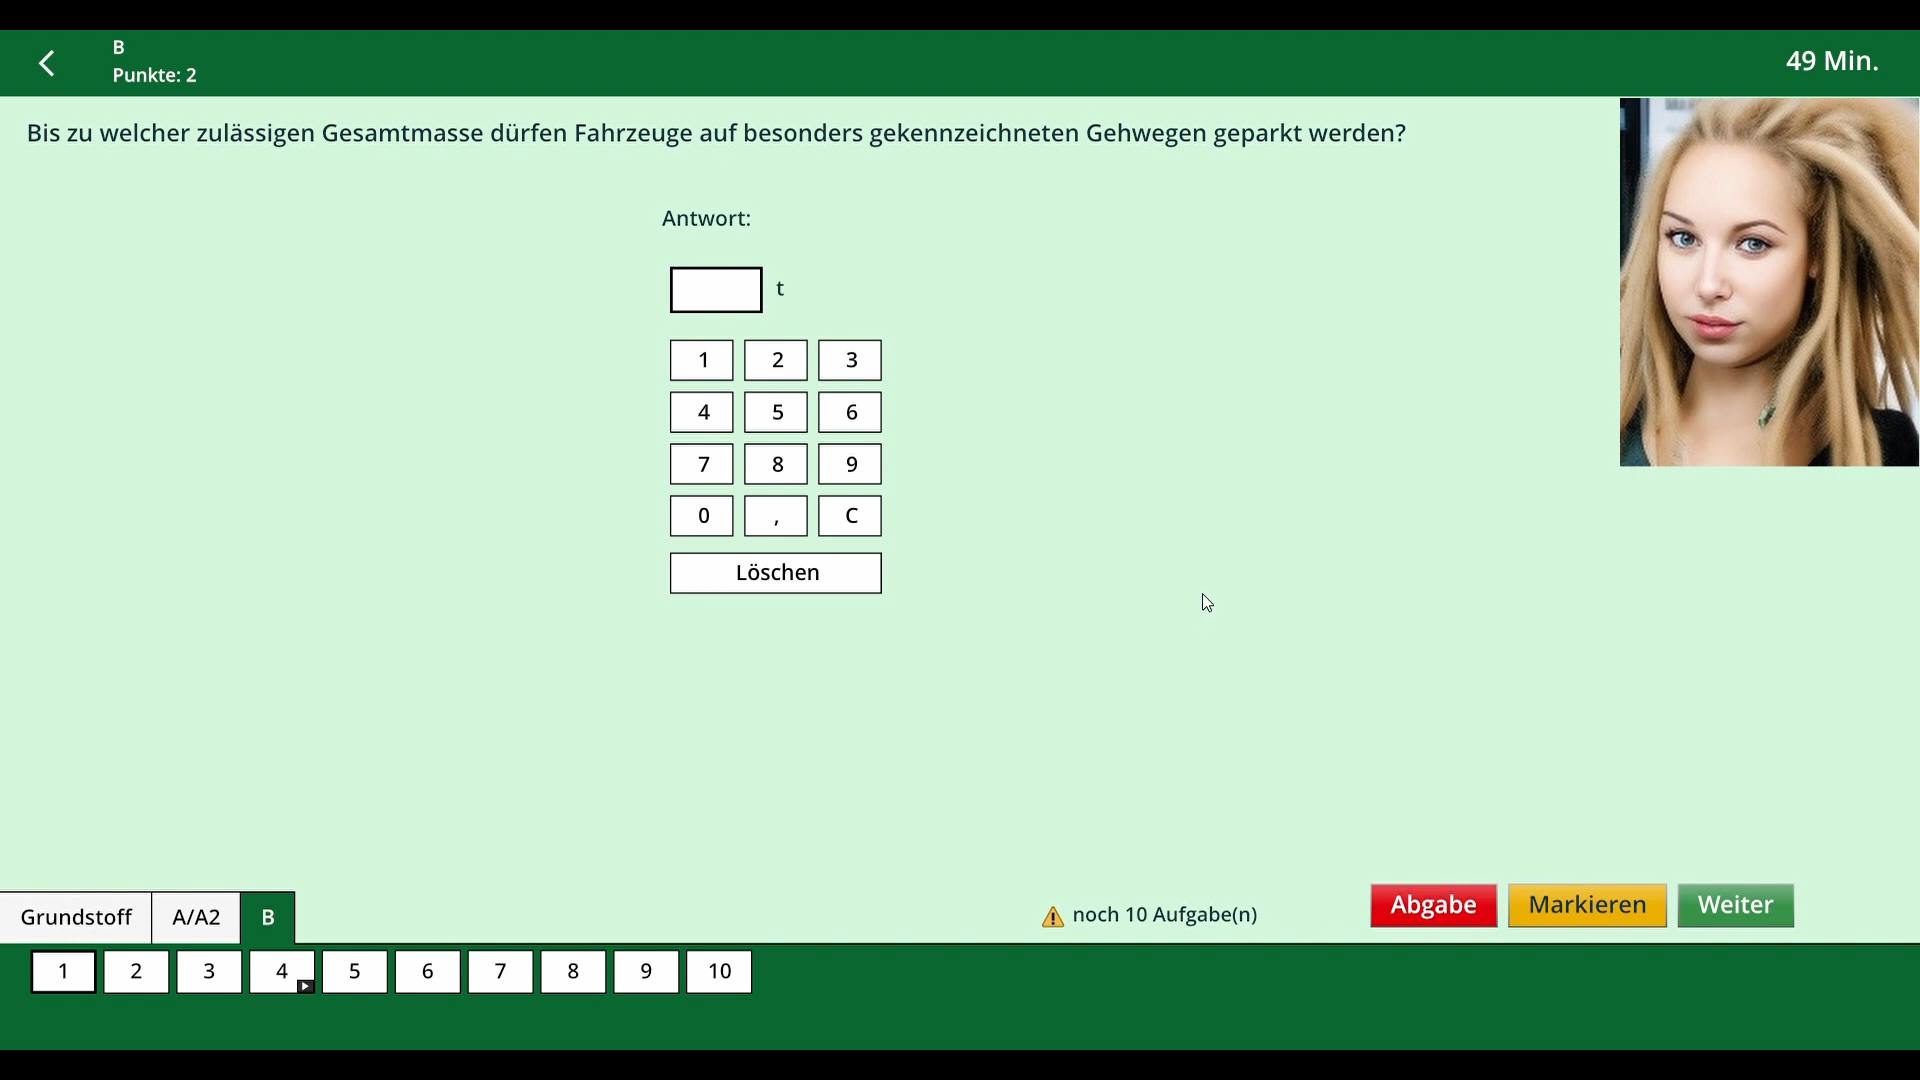 B
Punkte: 2
49 Min.
Bis zu welcher zulässigen Gesamtmasse dürfen Fahrzeuge auf besonders gekennzeichneten Gehwegen geparkt werden?
Antwort:
t
1 2 3
4 5 6
7 8 9
0 , C
Löschen
Grundstoff A/A2 B
noch 10 Aufgabe(n)
Abgabe Markieren Weiter
1 2 3 4 5 6 7 8 9 10